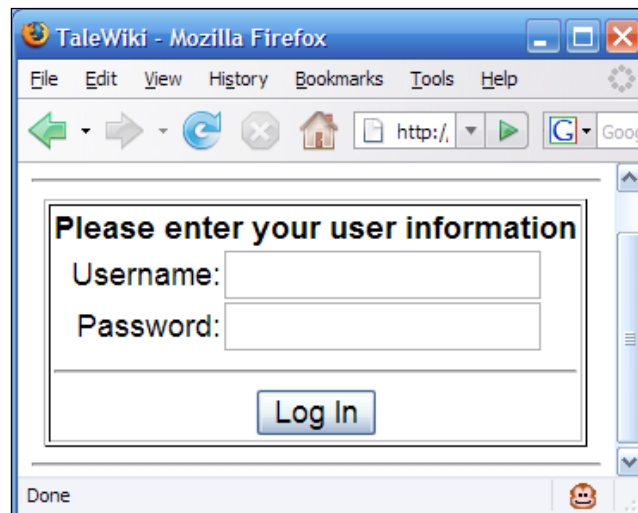 TaleWiki - Mozilla Firefox
File Edit View History Bookmarks Tools Help
http:/, G Goog
Please enter your user information
Username:
Password:
Log In
Done